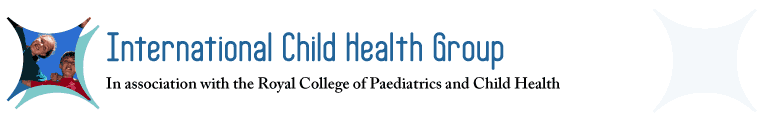 International Child Health Group
In association with the Royal College of Paediatrics and Child Health